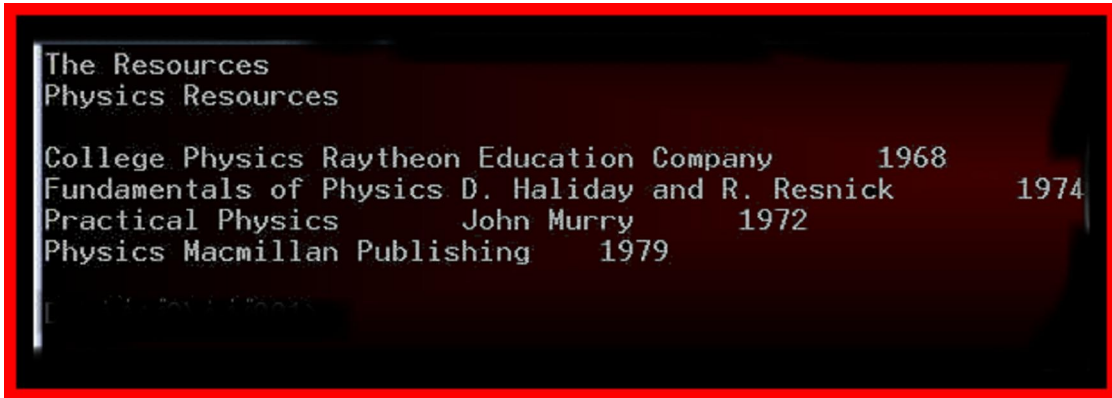 The Resources
Physics Resources
College Physics Raytheon Education Company 1968
Fundamentals of Physics D. Haliday and R. Resnick 1974
Practical Physics John Murry 1972
Physics Macmillan Publishing 1979